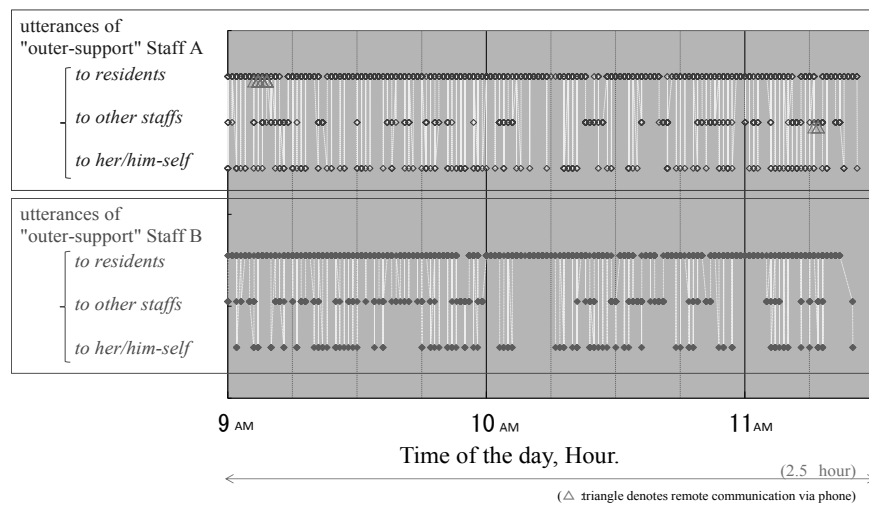 utterances of
"outer-support" Staff A
to residents
to other staffs
to her/him-self
utterances of
"outer-support" Staff B
to residents
to other staffs
to her/him-self
9 AM 10 AM 11 AM
Time of the day, Hour.
(2.5 hour)
(△ :triangle denotes remote communication via phone)